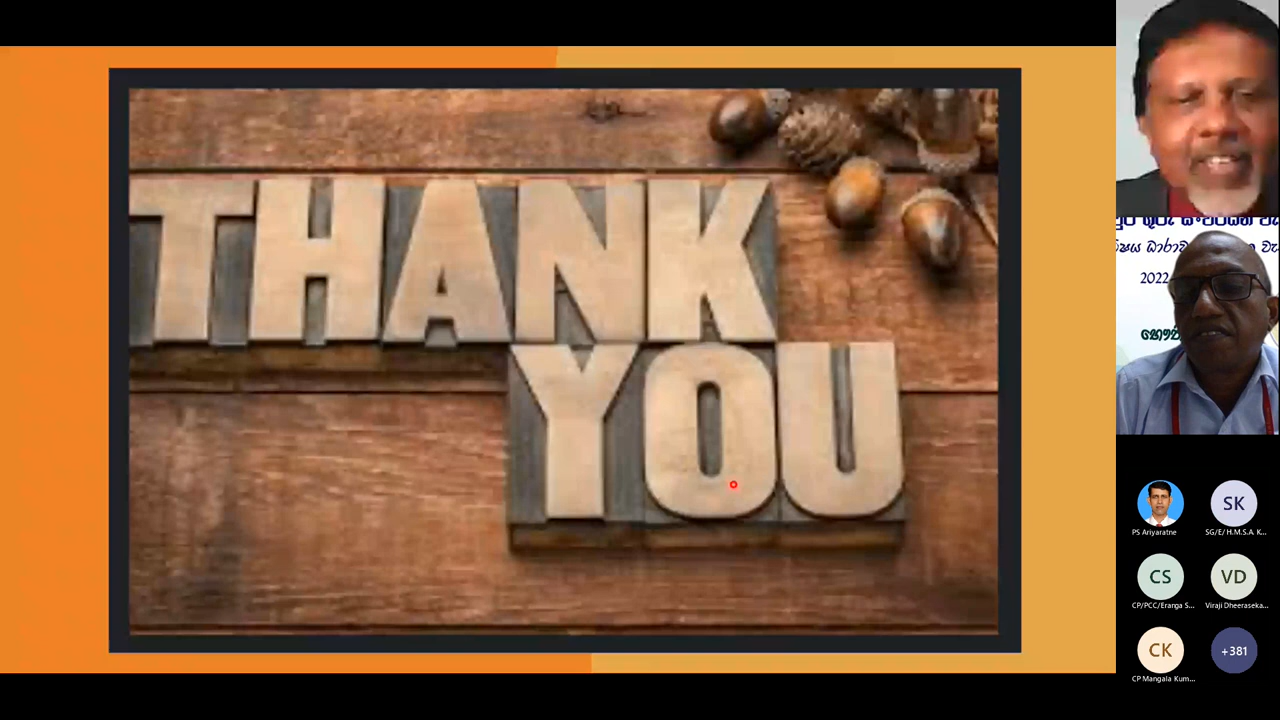 THANK
YOU
2022
PS Ariyaratne
SK
SG/E/ H.M.S.A. K...
CS
CP/PCC/Eranga S...
VD
Viraji Dheeraseka...
CK
CP Mangala Kum...
+381